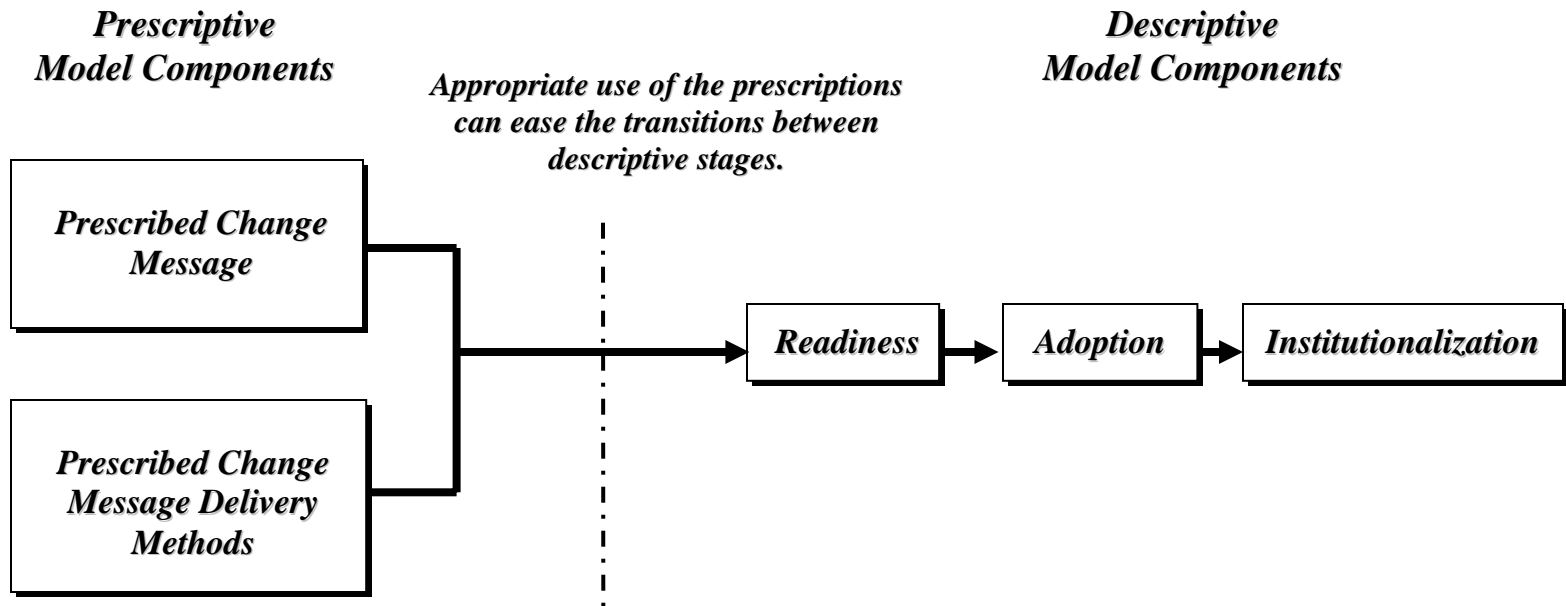 Prescriptive
Model Components
Descriptive
Model Components
Appropriate use of the prescriptions
can ease the transitions between
descriptive stages.
Prescribed Change
Message
Prescribed Change
Message Delivery
Methods
Readiness
Adoption
Institutionalization